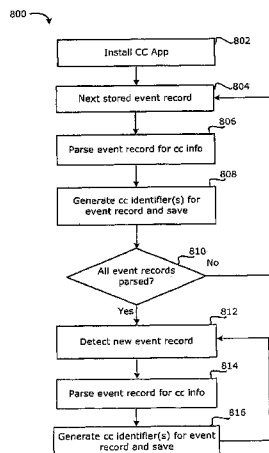 800
Install CC App
802
Next stored event record
804
Parse event record for cc info
806
Generate cc identifier(s) for
event record and save
808
All event records
parsed?
810
No
Yes
Detect new event record
812
Parse event record for cc info
814
Generate cc identifier(s) for event
record and save
816